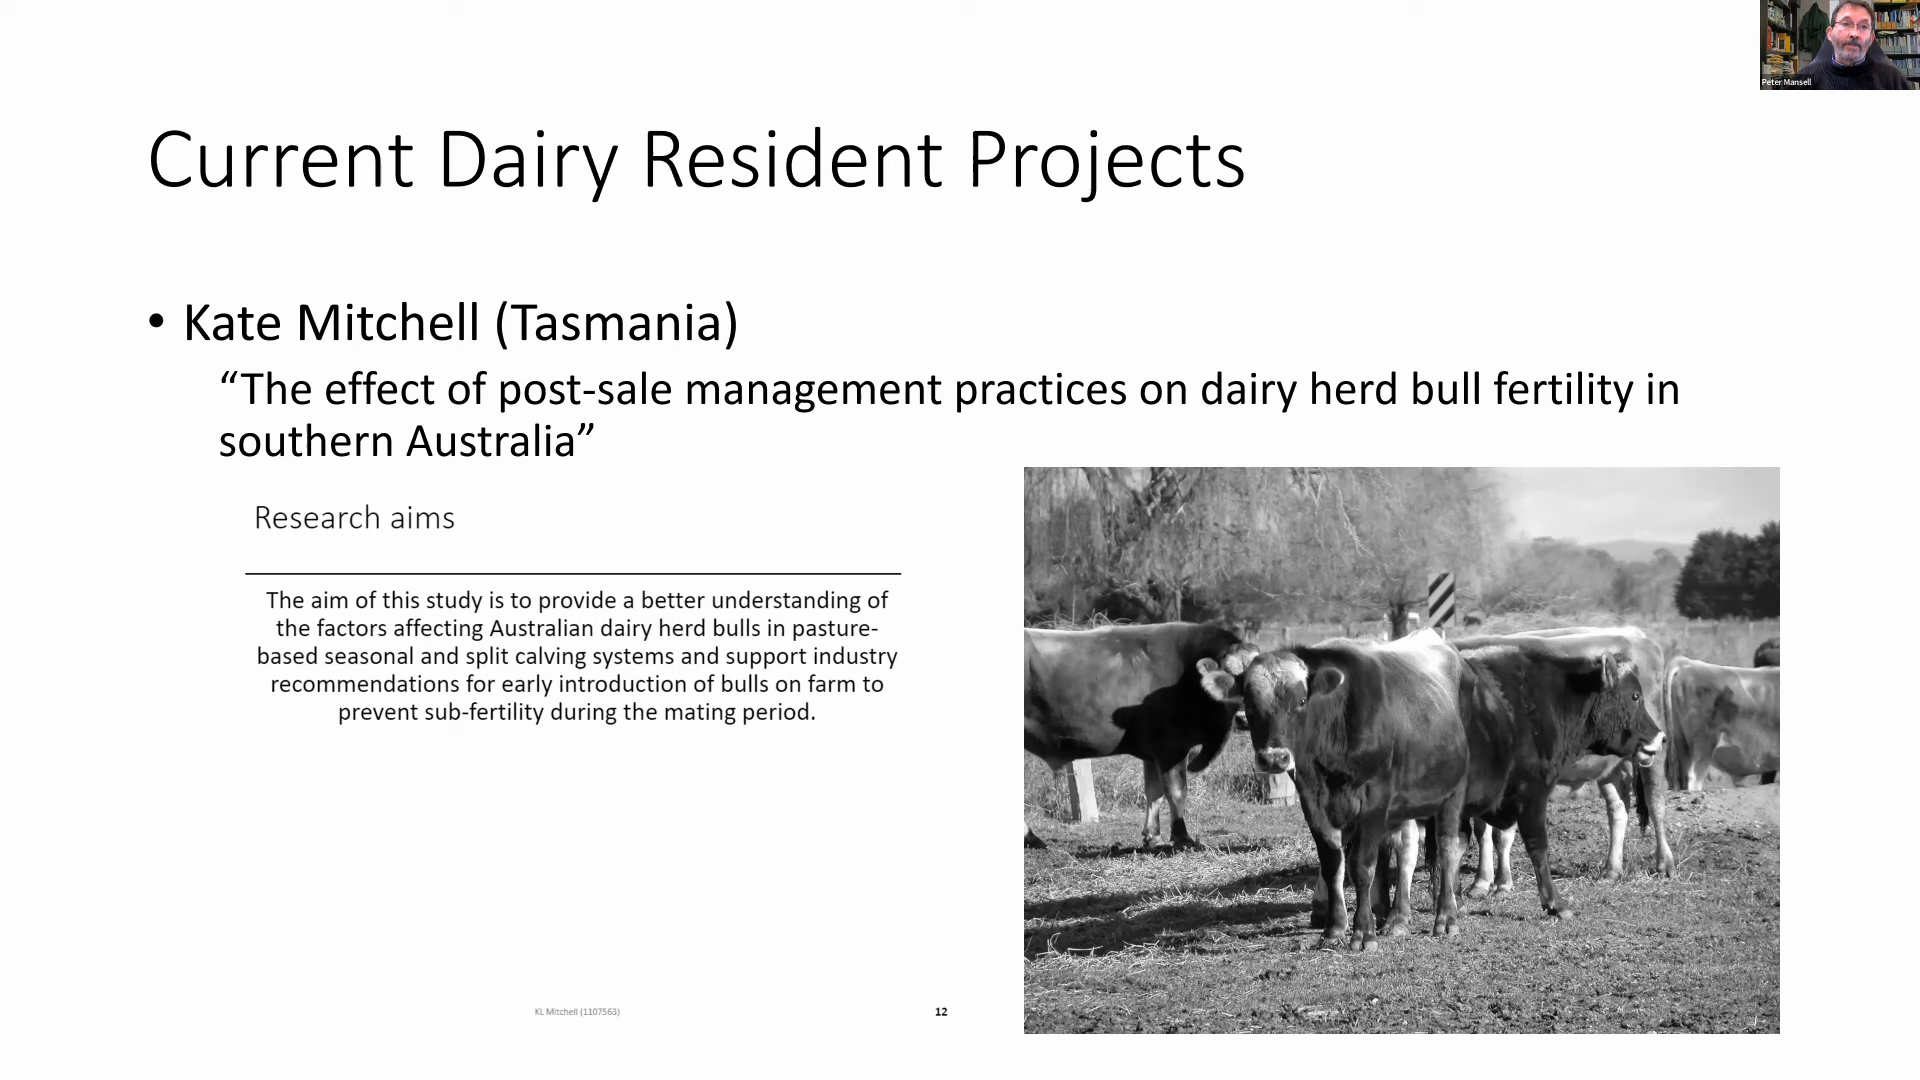 Peter Mansell
Current Dairy Resident Projects
• Kate Mitchell (Tasmania)
“The effect of post-sale management practices on dairy herd bull fertility in
southern Australia”
Research aims
The aim of this study is to provide a better understanding of
the factors affecting Australian dairy herd bulls in pasture-
based seasonal and split calving systems and support industry
recommendations for early introduction of bulls on farm to
prevent sub-fertility during the mating period.
KL Mitchell (1107563)
12